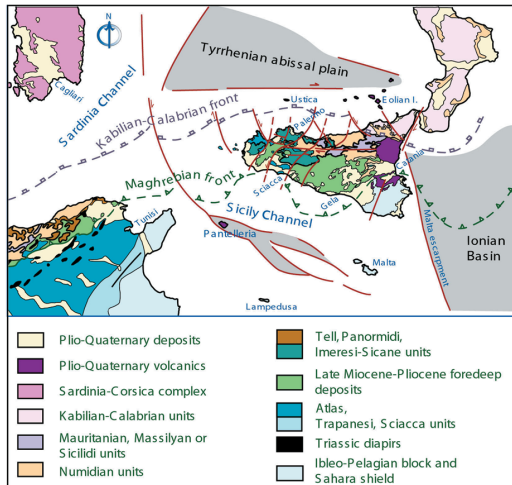 N
Tyrrhenian abissal plain
Cagliari
Sardinia Channel
Kabilian-Calabrian front
Ustica
Eolian I.
Palermo
Maghrebian front
Sciacca
Catania
Gela
Tunisi
Sicily Channel
Pantelleria
Malta
Malta escarpment
Ionian
Basin
Lampedusa
Plio-Quaternary deposits
Plio-Quaternary volcanics
Sardinia-Corsica complex
Kabilian-Calabrian units
Mauritanian, Massilyan or
Sicilidi units
Numidian units
Tell, Panormidi,
Imeresi-Sicane units
Late Miocene-Pliocene foredeep
deposits
Atlas,
Trapanesi, Sciacca units
Triassic diapirs
Ibleo-Pelagian block and
Sahara shield